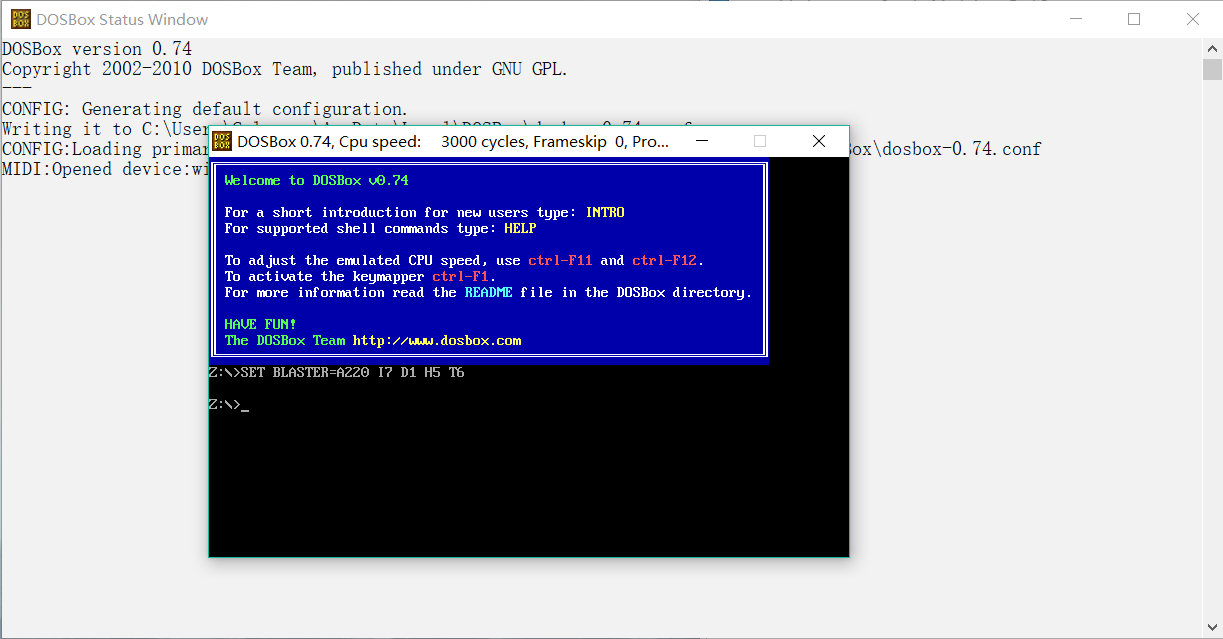 DOSBox Status Window
DOSBox version 0.74
Copyright 2002-2010 DOSBox Team, published under GNU GPL.
---
CONFIG: Generating default configuration.
Writing it to C:\User
CONFIG:Loading primar
Box\dosbox-0.74.conf
MIDI:Opened device:wi
DOSBox 0.74, Cpu speed: 3000 cycles, Frameskip 0, Pro...
Welcome to DOSBox v0.74
For a short introduction for new users type: INTRO
For supported shell commands type: HELP
To adjust the emulated CPU speed, use ctrl-F11 and ctrl-F12.
To activate the keymapper ctrl-F1.
For more information read the README file in the DOSBox directory.
HAVE FUN!
The DOSBox Team http://www.dosbox.com
Z:\>SET BLASTER=A220 I7 D1 H5 T6
Z:\>_